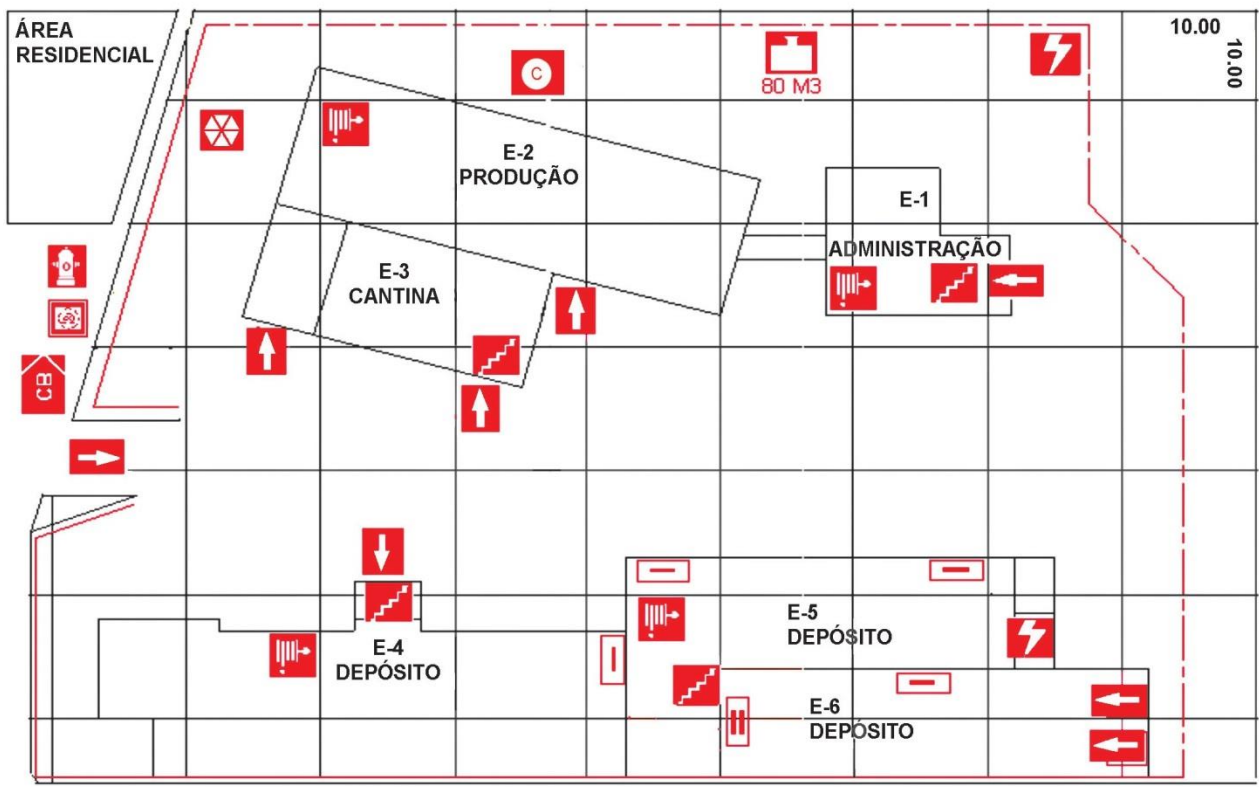 ÁREA
RESIDENCIAL
C
80 M3
10.00
10.00
E-2
PRODUÇÃO
E-1
ADMINISTRAÇÃO
E-3
CANTINA
CB
E-4
DEPÓSITO
E-5
DEPÓSITO
E-6
DEPÓSITO